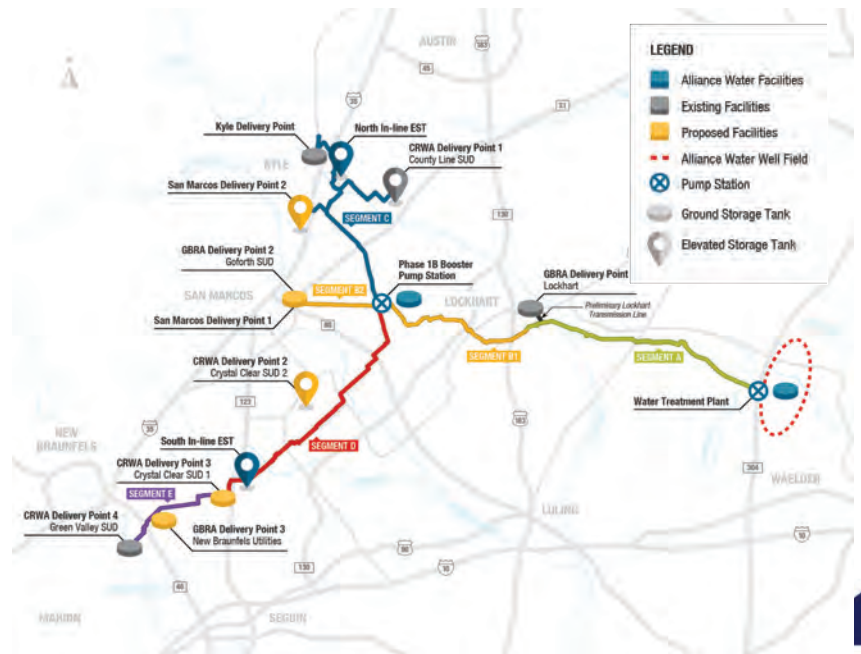 AUSTIN
183
45
35
51
130
LEGEND
Alliance Water Facilities
Existing Facilities
Proposed Facilities
Alliance Water Well Field
Pump Station
Ground Storage Tank
Elevated Storage Tank
Kyle Delivery Point
North In-line EST
KYLE
CRWA Delivery Point 1
County Line SUD
San Marcos Delivery Point 2
SEGMENT C
GBRA Delivery Point 2
Goforth SUD
Phase 1B Booster
Pump Station
GBRA Delivery Point
Lockhart
SAN MARCOS
SEGMENT B2
LOCKHART
Preliminary Lockhart
Transmission Line
San Marcos Delivery Point 1
80
SEGMENT B1
SEGMENT A
CRWA Delivery Point 2
Crystal Clear SUD 2
Water Treatment Plant
123
35
183
NEW
BRAUNFELS
South In-line EST
SEGMENT D
304
WAELDER
CRWA Delivery Point 3
Crystal Clear SUD 1
SEGMENT E
LULING
CRWA Delivery Point 4
Green Valley SUD
GBRA Delivery Point 3
New Braunfels Utilities
90
10
10
130
46
MARION
SEGUIN